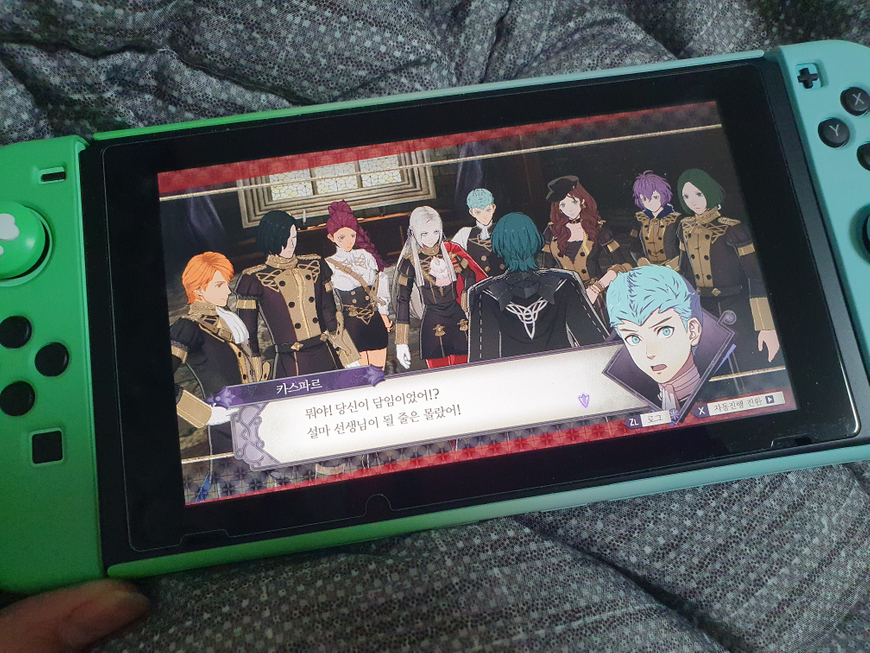 카스파르
뭐야! 당신이 담임이었어!?
설마 선생님이 될 줄은 몰랐어!
ZL 로그
X 자동진행 전환
X
Y